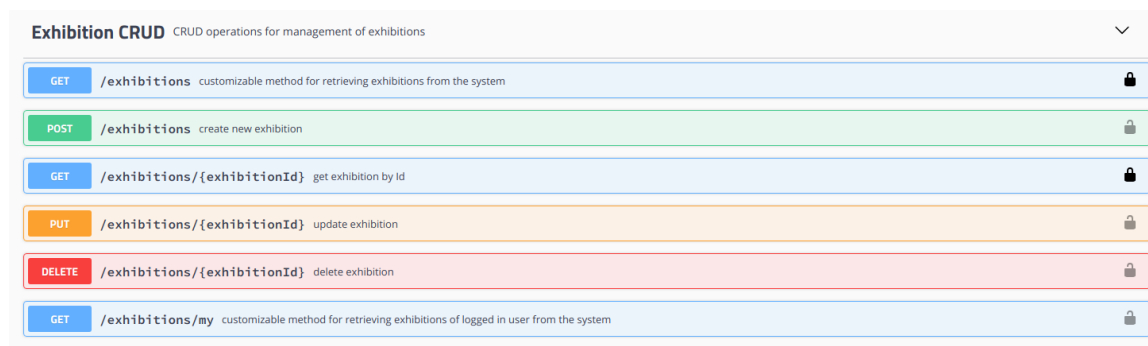 Exhibition CRUD CRUD operations for management of exhibitions
GET /exhibitions customizable method for retrieving exhibitions from the system
POST /exhibitions create new exhibition
GET /exhibitions/{exhibitionId} get exhibition by Id
PUT /exhibitions/{exhibitionId} update exhibition
DELETE /exhibitions/{exhibitionId} delete exhibition
GET /exhibitions/my customizable method for retrieving exhibitions of logged in user from the system